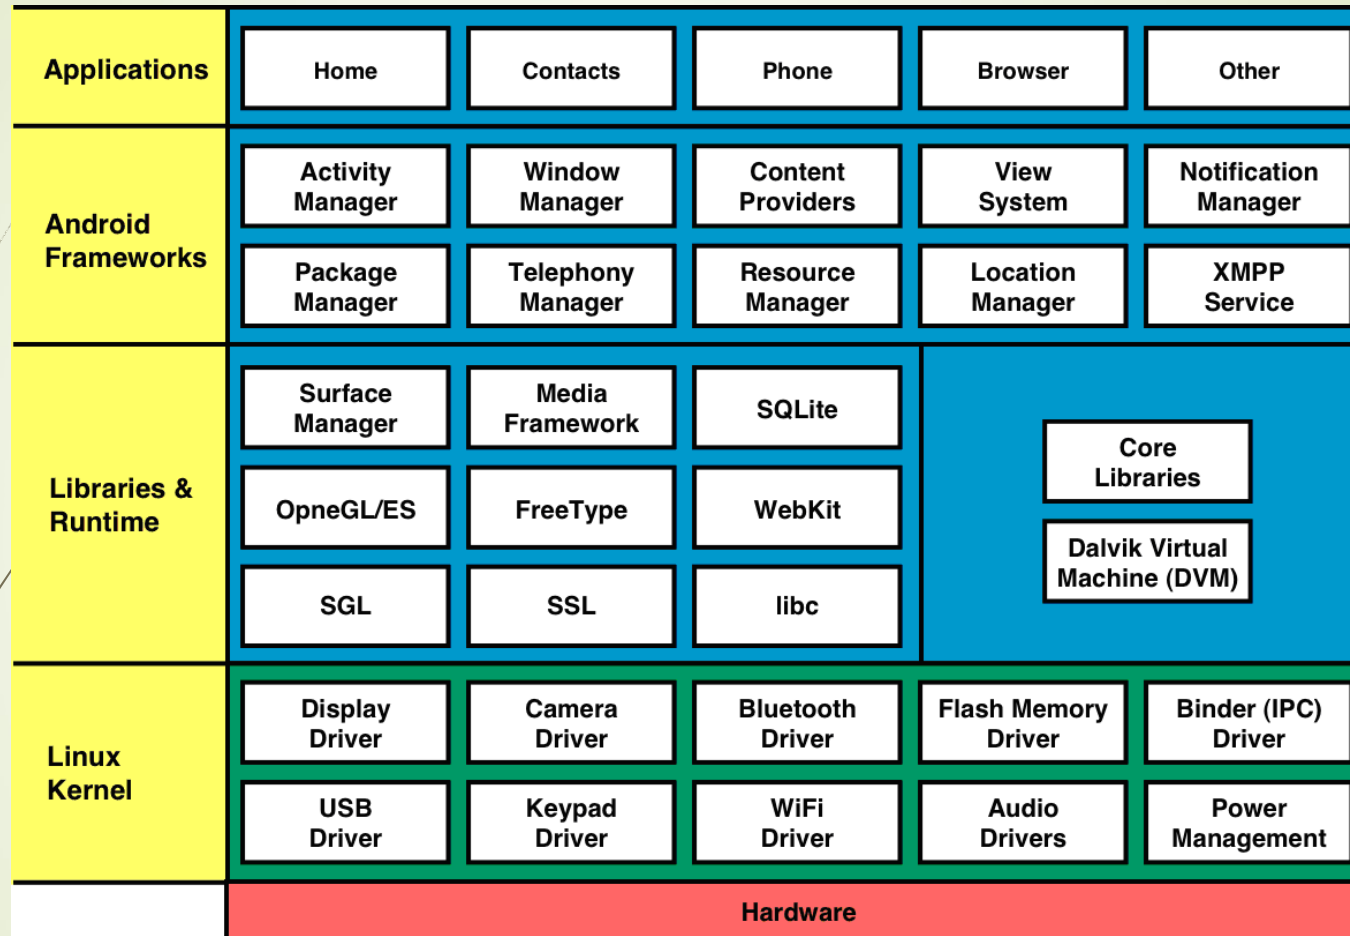 Applications
Home
Contacts
Phone
Browser
Other
Android
Frameworks
Activity
Manager
Window
Manager
Content
Providers
View
System
Notification
Manager
Package
Manager
Telephony
Manager
Resource
Manager
Location
Manager
XMPP
Service
Libraries &
Runtime
Surface
Manager
Media
Framework
SQLite
OpneGL/ES
FreeType
WebKit
SGL
SSL
libc
Core
Libraries
Dalvik Virtual
Machine (DVM)
Linux
Kernel
Display
Driver
Camera
Driver
Bluetooth
Driver
Flash Memory
Driver
Binder (IPC)
Driver
USB
Driver
Keypad
Driver
WiFi
Driver
Audio
Drivers
Power
Management
Hardware